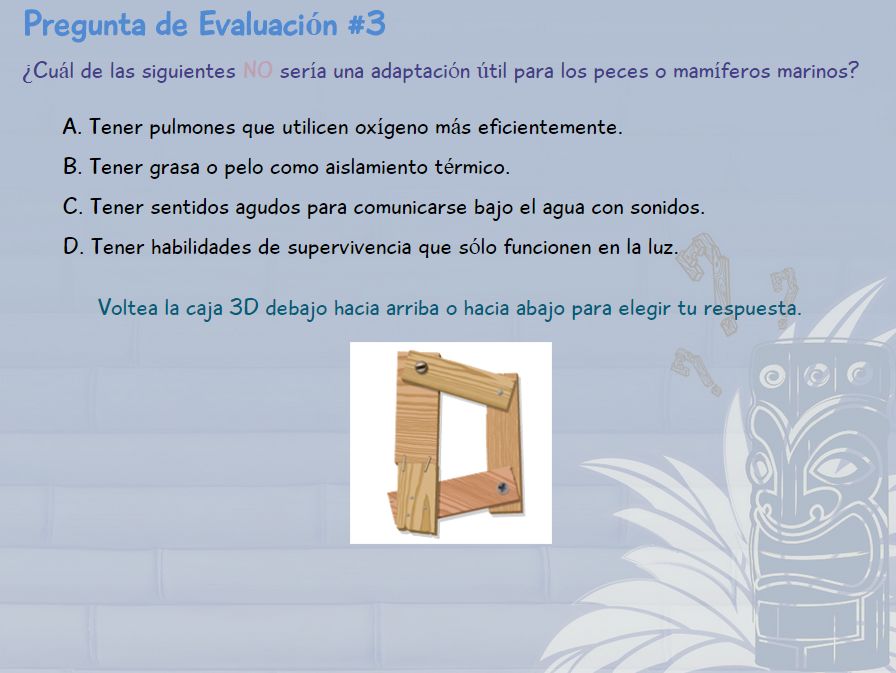 Pregunta de Evaluación #3
¿Cuál de las siguientes NO sería una adaptación útil para los peces o mamíferos marinos?
A. Tener pulmones que utilicen oxígeno más eficientemente.
B. Tener grasa o pelo como aislamiento térmico.
C. Tener sentidos agudos para comunicarse bajo el agua con sonidos.
D. Tener habilidades de supervivencia que sólo funcionen en la luz.
Voltea la caja 3D debajo hacia arriba o hacia abajo para elegir tu respuesta.
D